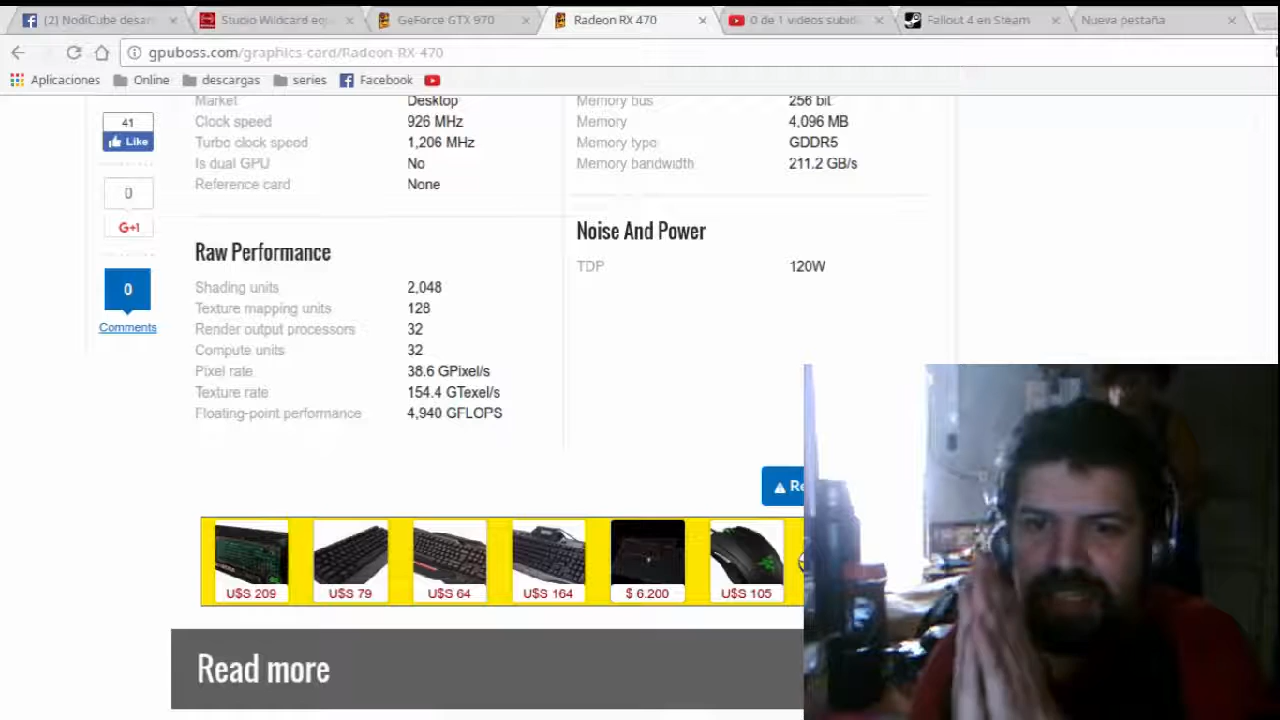 (2) NodiCube desar
Studio Wildcard eq
GeForce GTX 970
Radeon RX 470
0 de 1 videos subid
Fallout 4 en Steam
Nueva pestaña
gpuboss.com/graphics-card/Radeon-RX-470
Aplicaciones
Online
descargas
series
Facebook
Market Desktop
Clock speed 926 MHz
Turbo clock speed 1,206 MHz
Is dual GPU No
Reference card None
Memory bus 256 bit
Memory 4,096 MB
Memory type GDDR5
Memory bandwidth 211.2 GB/s
41
Like
0
G+1
0
Comments
Raw Performance
Shading units 2,048
Texture mapping units 128
Render output processors 32
Compute units 32
Pixel rate 38.6 GPixel/s
Texture rate 154.4 GTexel/s
Floating-point performance 4,940 GFLOPS
Noise And Power
TDP 120W
Re
U$S 209
U$S 79
U$S 64
U$S 164
$ 6.200
U$S 105
Read more